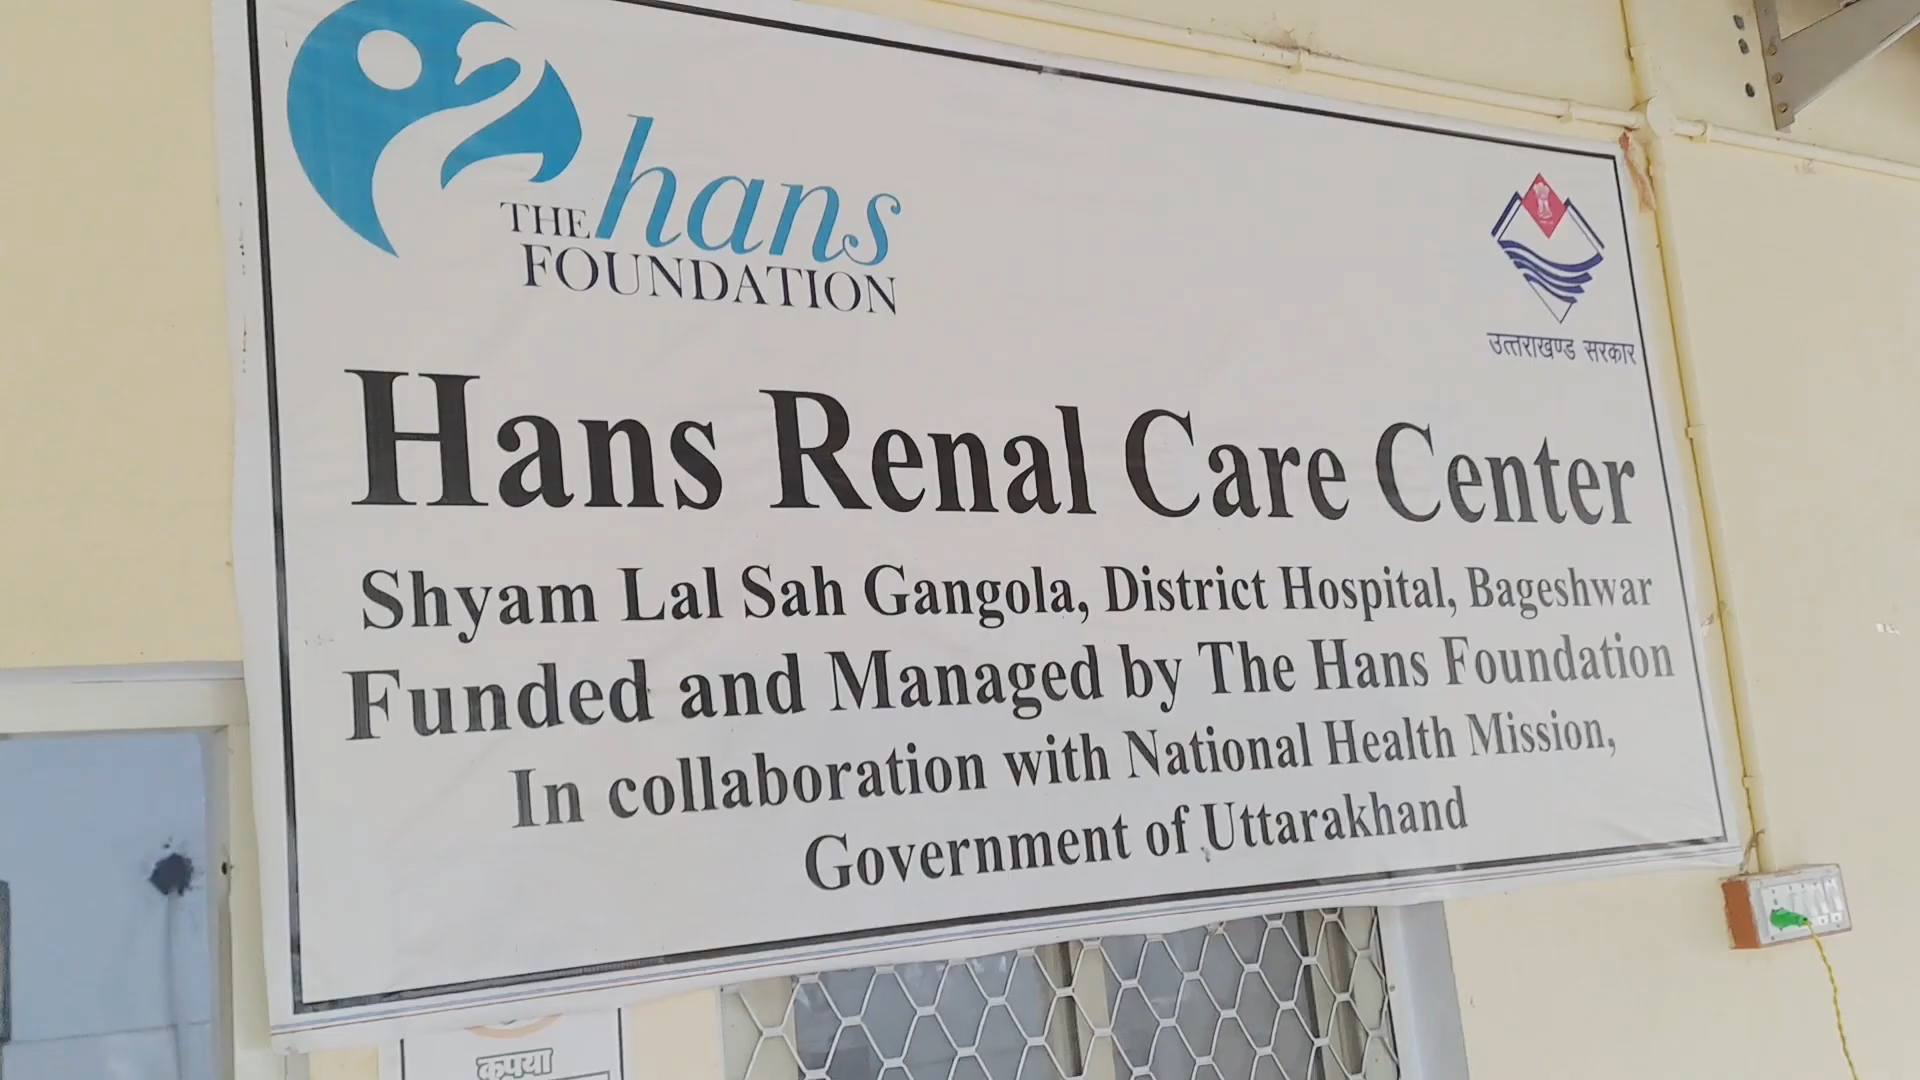 THE hans
FOUNDATION
उत्तराखण्ड सरकार
Hans Renal Care Center
Shyam Lal Sah Gangola, District Hospital, Bageshwar
Funded and Managed by The Hans Foundation
In collaboration with National Health Mission,
Government of Uttarakhand
कृपया